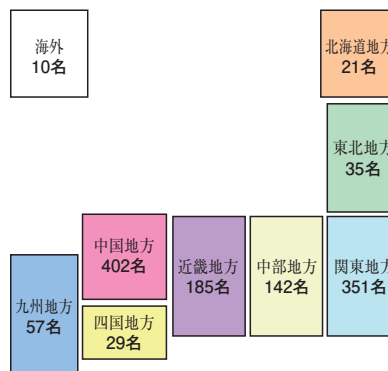 海外
10名
北海道地方
21名
東北地方
35名
中国地方
402名
近畿地方
185名
中部地方
142名
関東地方
351名
九州地方
57名
四国地方
29名